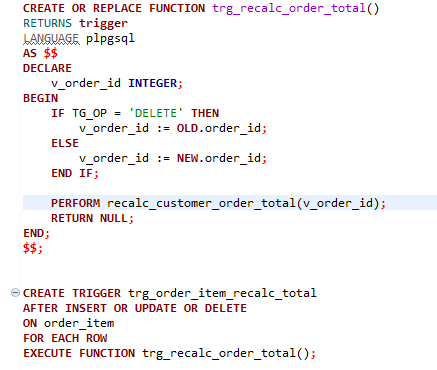 CREATE OR REPLACE FUNCTION trg_recalc_order_total()
RETURNS trigger
LANGUAGE plpgsql
AS $$
DECLARE
    v_order_id INTEGER;
BEGIN
    IF TG_OP = 'DELETE' THEN
        v_order_id := OLD.order_id;
    ELSE
        v_order_id := NEW.order_id;
    END IF;

    PERFORM recalc_customer_order_total(v_order_id);
    RETURN NULL;
END;
$$;

CREATE TRIGGER trg_order_item_recalc_total
AFTER INSERT OR UPDATE OR DELETE
ON order_item
FOR EACH ROW
EXECUTE FUNCTION trg_recalc_order_total();